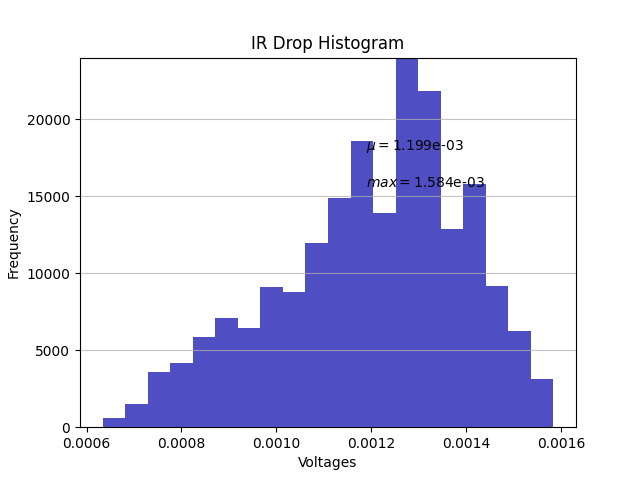 IR Drop Histogram
20000
15000
10000
5000
0
Frequency
μ = 1.199e-03
max = 1.584e-03
0.0006 0.0008 0.0010 0.0012 0.0014 0.0016
Voltages